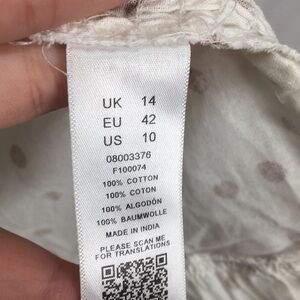 UK 14
EU 42
US 10
08003376
F100074
100% COTTON
100% COTON
100% ALGODÓN
100% BAUMWOLLE
MADE IN INDIA
PLEASE SCAN ME
FOR TRANSLATIONS